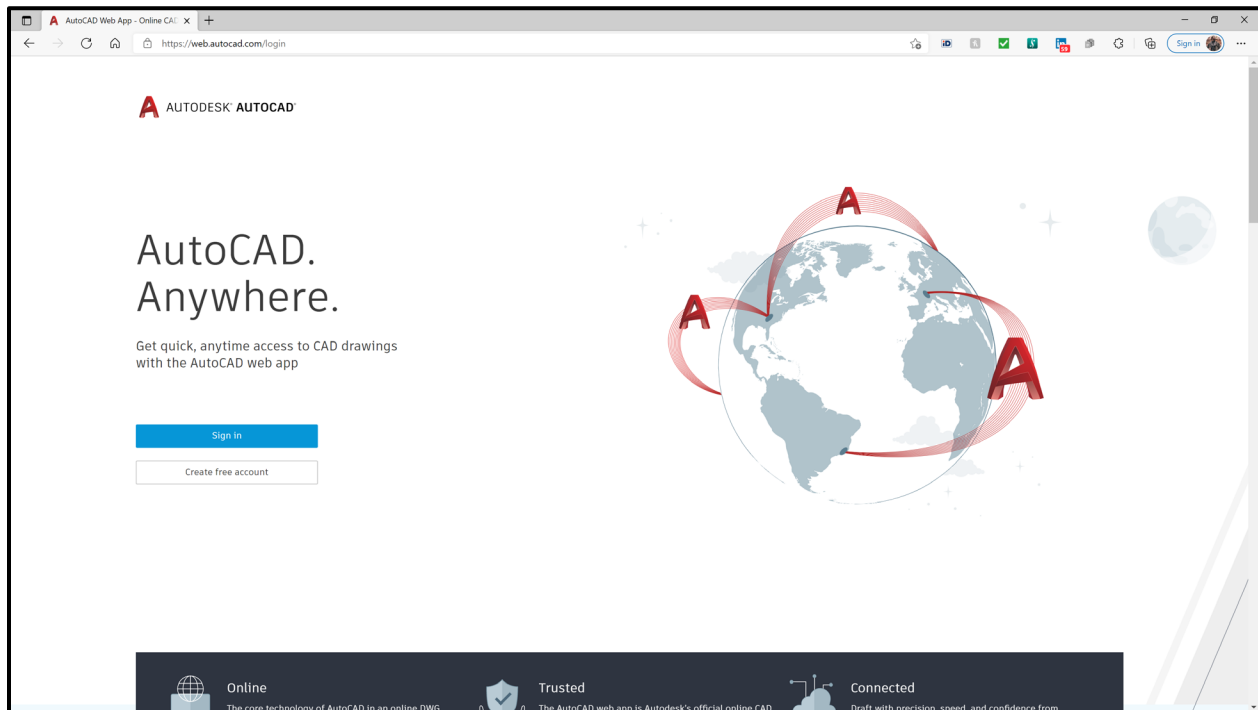 AutoCAD Web App - Online CAD
https://web.autocad.com/login
iD
59
Sign in
AUTODESK® AUTOCAD®
AutoCAD.
Anywhere.
Get quick, anytime access to CAD drawings
with the AutoCAD web app
Sign in
Create free account
A
A
A
Online
Trusted
Connected
The core technology of AutoCAD in an online DWG
The AutoCAD web app is Autodesk's official online CAD
Draft with precision, speed, and confidence from